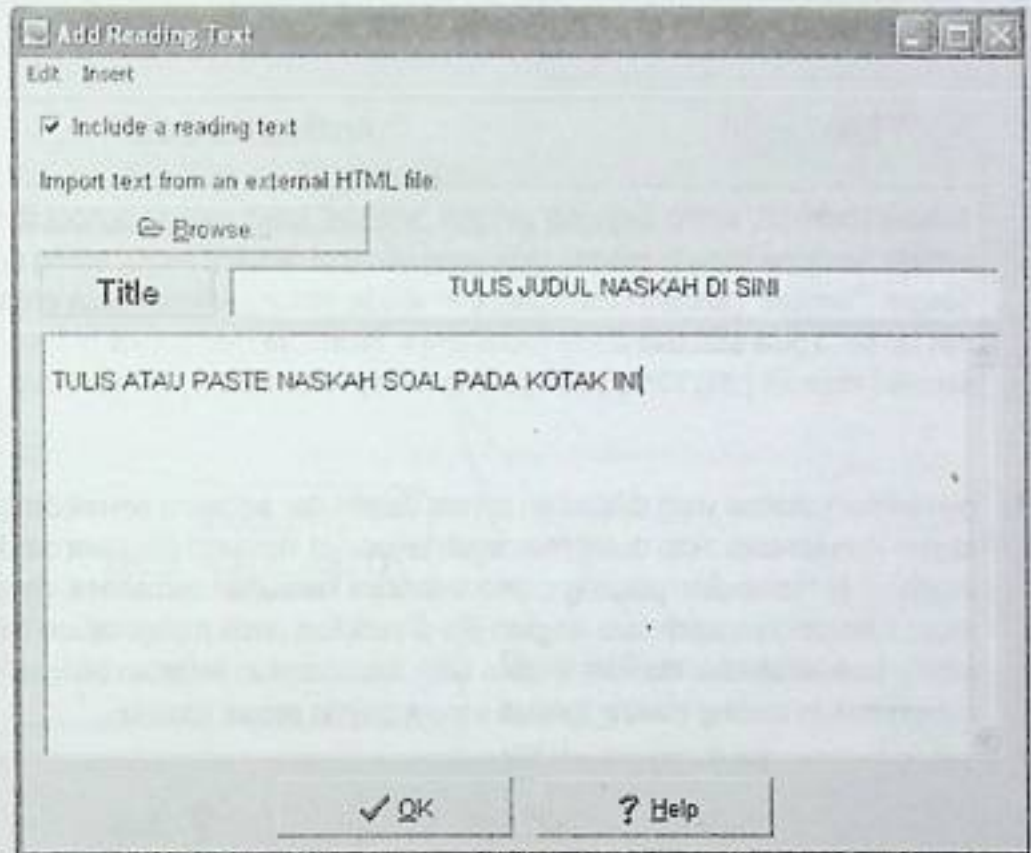 Add Reading Text
Edit Insert
Include a reading text
Import text from an external HTML file:
Browse
Title
TULIS JUDUL NASKAH DI SINI
TULIS ATAU PASTE NASKAH SOAL PADA KOTAK INI
OK
? Help